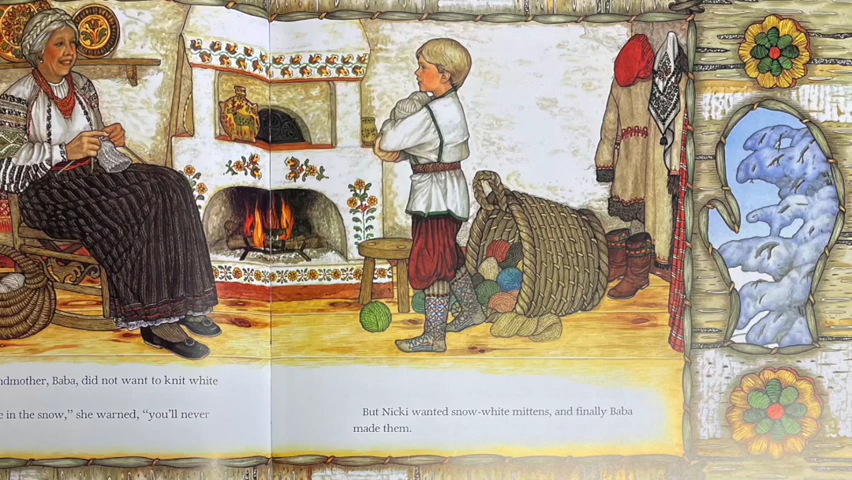 ndmother, Baba, did not want to knit white
e in the snow,” she warned, “you’ll never
But Nicki wanted snow-white mittens, and finally Baba
made them.